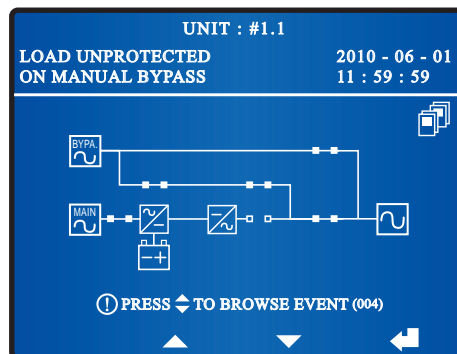 UNIT : #1.1
LOAD UNPROTECTED 2010 - 06 - 01
ON MANUAL BYPASS 11 : 59 : 59
BYPA.
MAIN
PRESS TO BROWSE EVENT (004)